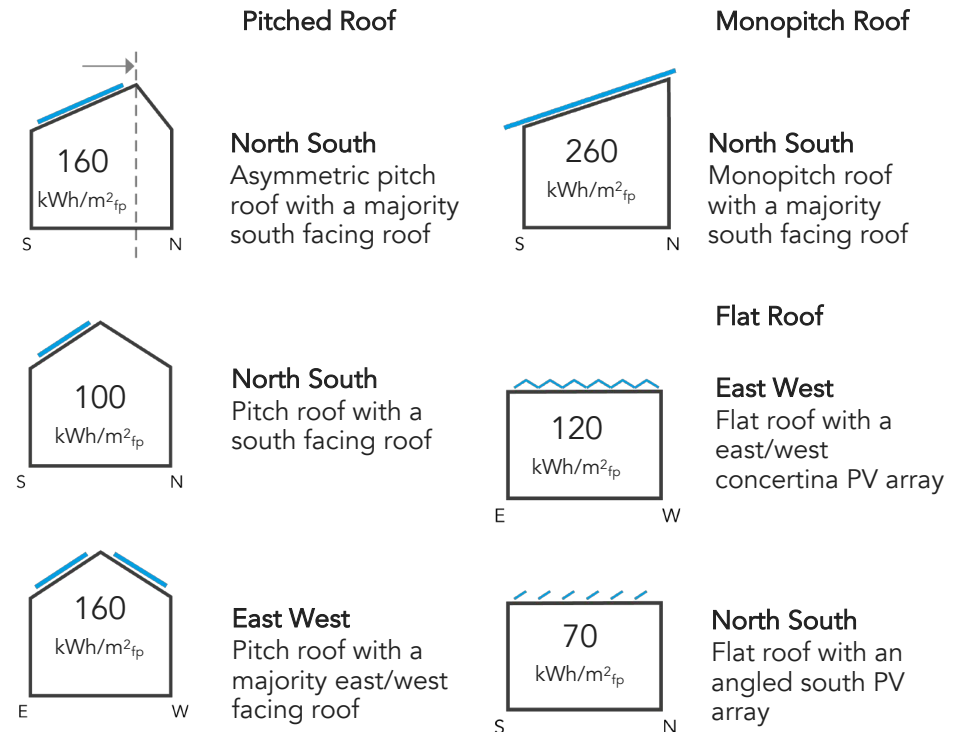 Pitched Roof
160
kWh/m²fp
S
N
North South
Asymmetric pitch
roof with a majority
south facing roof
100
kWh/m²fp
S
N
North South
Pitch roof with a
south facing roof
160
kWh/m²fp
E
W
East West
Pitch roof with a
majority east/west
facing roof
Monopitch Roof
260
kWh/m²fp
S
N
North South
Monopitch roof
with a majority
south facing roof
Flat Roof
120
kWh/m²fp
E
W
East West
Flat roof with a
east/west
concertina PV array
70
kWh/m²fp
S
N
North South
Flat roof with an
angled south PV
array